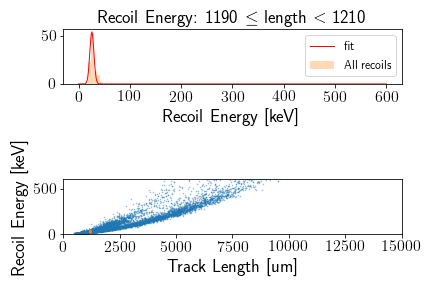 Recoil Energy: 1190 ≤ length < 1210
50
0
fit
All recoils
0 100 200 300 400 500 600
Recoil Energy [keV]
Recoil Energy [keV]
500
0
0 2500 5000 7500 10000 12500 15000
Track Length [um]